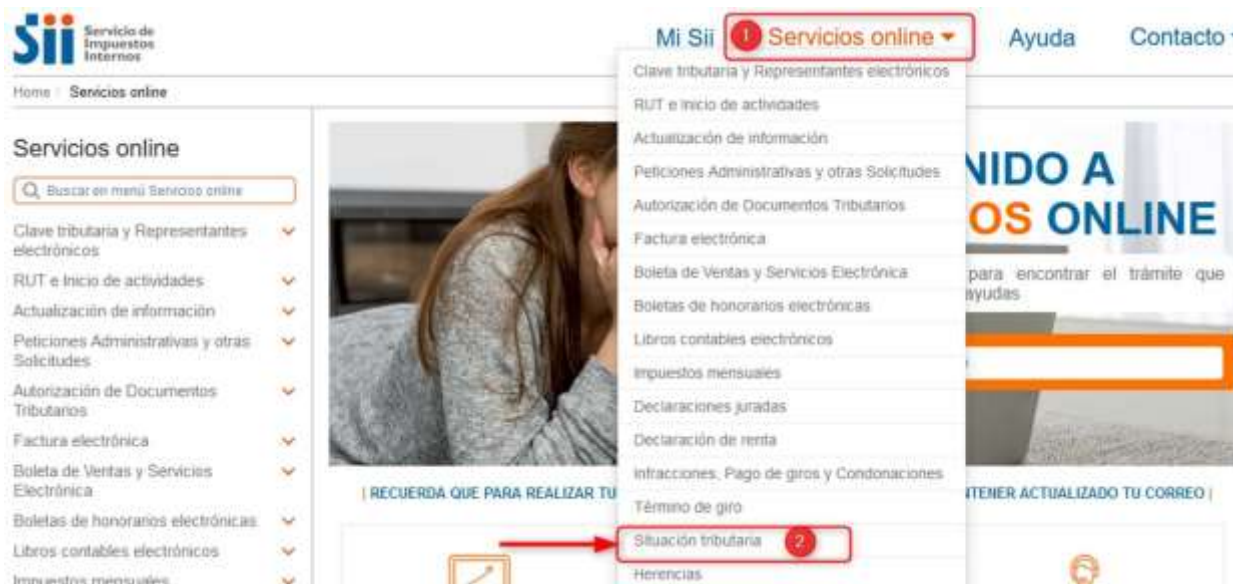 Sii Servicio de
Impuestos
Internos
Mi Sii
1
Servicios online
Ayuda
Contacto
Home
Servicios online
Clave tributaria y Representantes electrónicos
RUT e Inicio de actividades
Actualización de información
Peticiones Administrativas y otras Solicitudes
Autorización de Documentos Tributarios
Factura electrónica
Boleta de Ventas y Servicios Electrónica
Boletas de honorarios electrónicas
Libros contables electrónicos
Impuestos mensuales
Declaraciones juradas
Declaración de renta
Infracciones, Pago de giros y Condonaciones
Término de giro
Situación tributaria
2
Herencias
Servicios online
Buscar en menú Servicios online
Clave tributaria y Representantes
electrónicos
RUT e Inicio de actividades
Actualización de información
Peticiones Administrativas y otras
Solicitudes
Autorización de Documentos
Tributarios
Factura electrónica
Boleta de Ventas y Servicios
Electrónica
Boletas de honorarios electrónicas
Libros contables electrónicos
Impuestos mensuales
NIDO A
OS ONLINE
para encontrar el trámite que
ayudas
| RECUERDA QUE PARA REALIZAR TU
NTENER ACTUALIZADO TU CORREO |